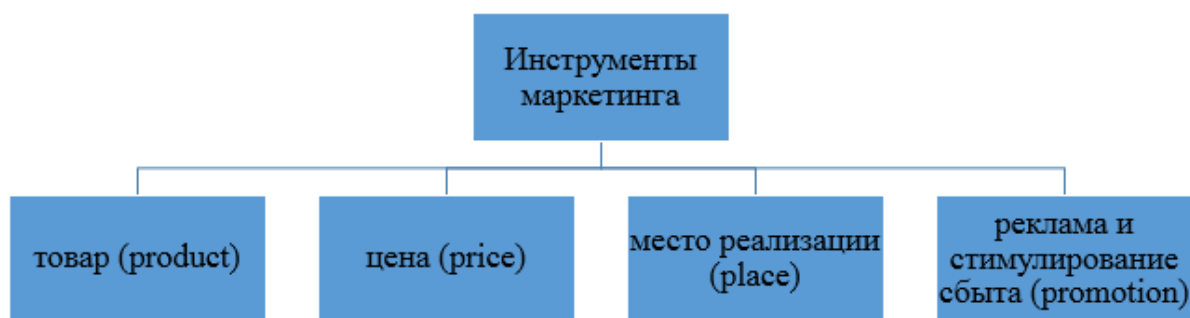 Инструменты
маркетинга
товар (product)
цена (price)
место реализации
(place)
реклама и
стимулирование
сбыта (promotion)